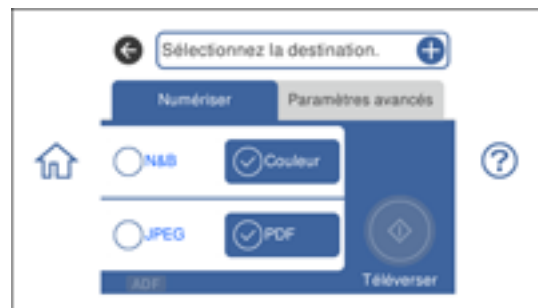 Sélectionnez la destination.
Numériser Paramètres avancés
N&B Couleur
JPEG PDF
ADF Téléverser